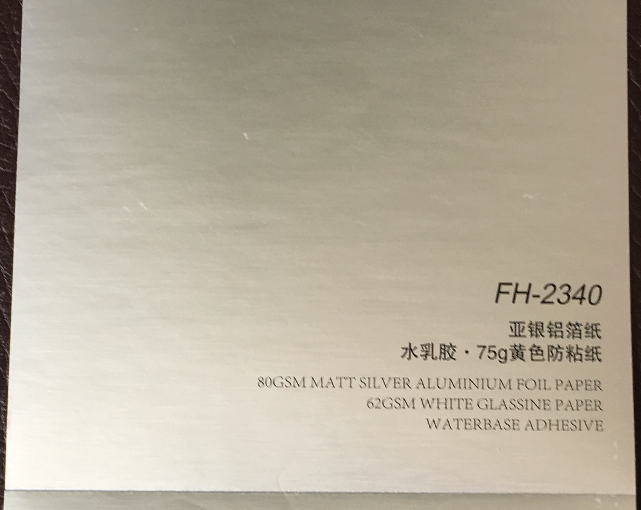 FH-2340
亚银铝箔纸
水乳胶·75g黄色防粘纸
80GSM MATT SILVER ALUMINIUM FOIL PAPER
62GSM WHITE GLASSINE PAPER
WATERBASE ADHESIVE